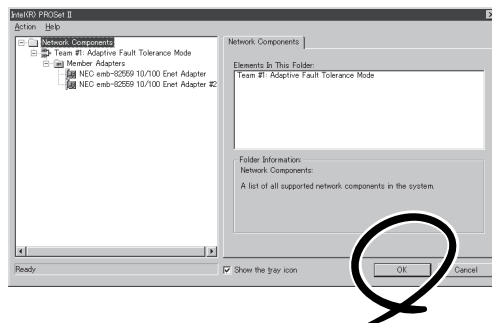 Intel(R) PROSet II
Action Help
Network Components
Team #1: Adaptive Fault Tolerance Mode
Member Adapters
NEC emb-82559 10/100 Enet Adapter
NEC emb-82559 10/100 Enet Adapter #2
Network Components
Elements In This Folder:
Team #1: Adaptive Fault Tolerance Mode
Folder Information:
Network Components:
A list of all supported network components in the system.
Ready
Show the tray icon
OK
Cancel